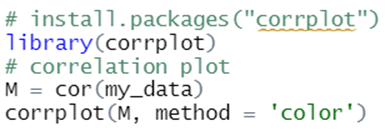 # install.packages("corrplot")
library(corrplot)
# correlation plot
M = cor(my_data)
corrplot(M, method = 'color')